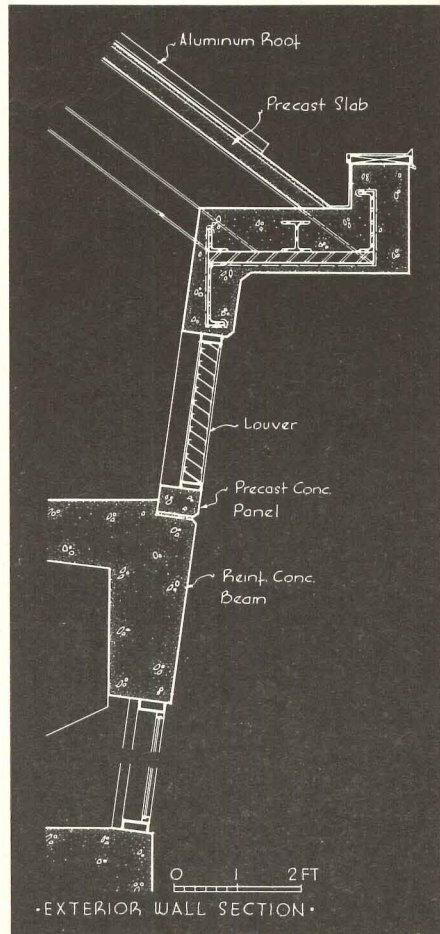 Aluminum Roof
Precast Slab
Louver
Precast Conc.
Panel
Reinf. Conc.
Beam
0 1 2 FT
·EXTERIOR WALL SECTION·